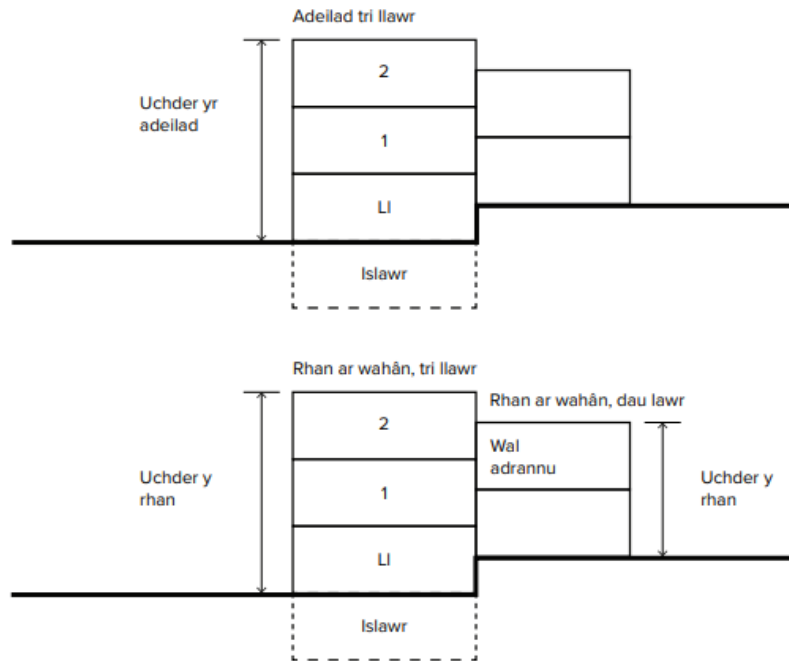 Adeilad tri llawr
2
Uchder yr
adeilad
1
Ll
Islawr
Rhan ar wahân, tri llawr
Rhan ar wahân, dau lawr
2
Wal
adrannu
Uchder y
rhan
1
Uchder y
rhan
Ll
Islawr